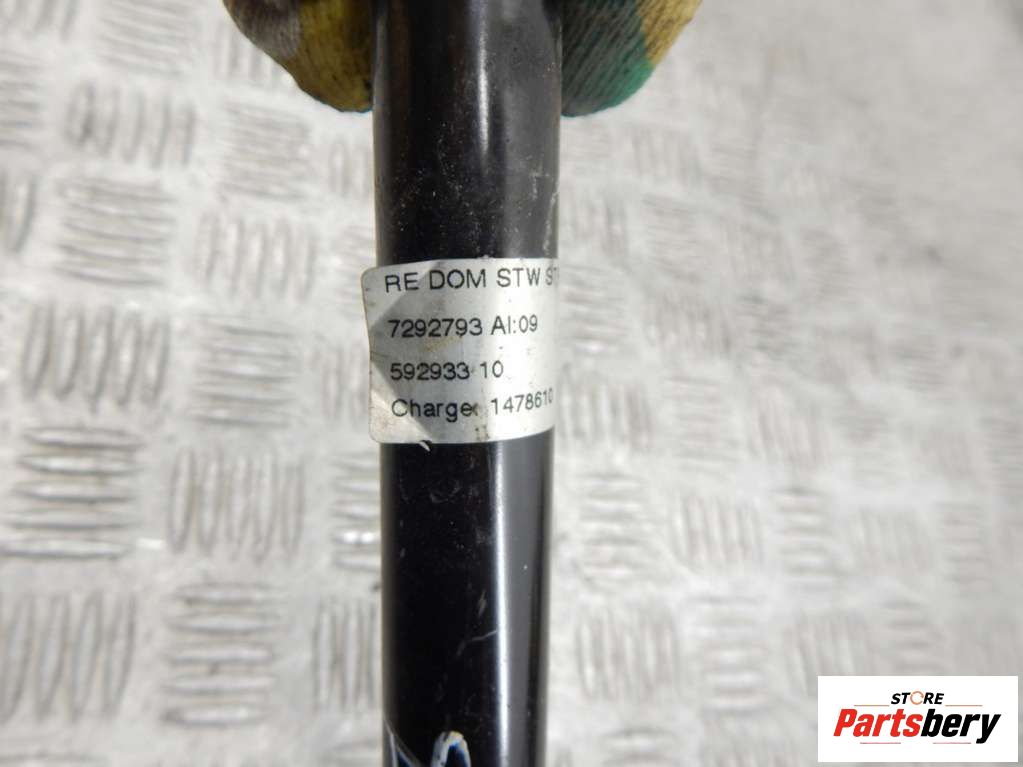 RE DOM STW
7292793 AI:09
592933 10
Charge: 1478610
STORE
Partsbery